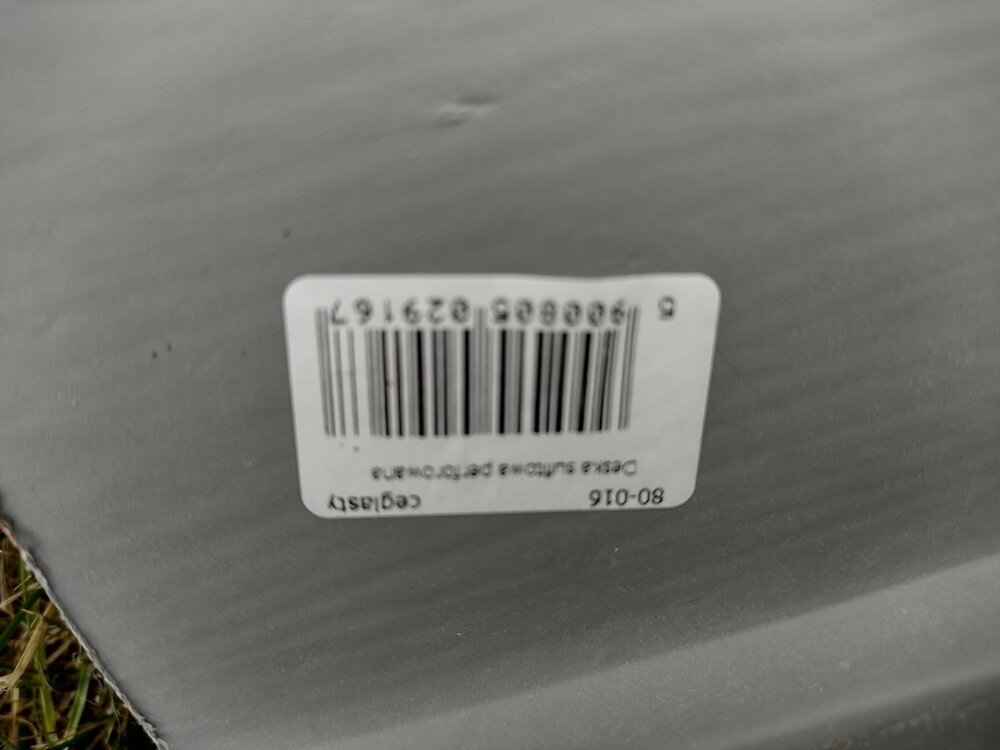 80-016 ceglasty
Deska sufitowa perforowana
5 900805 029167